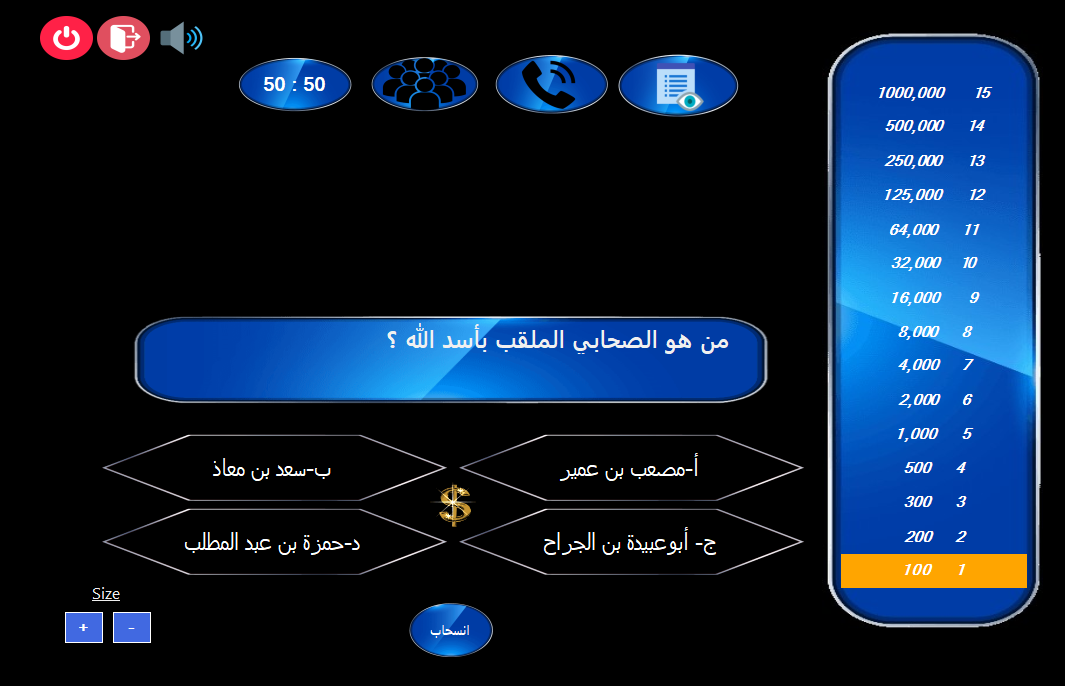 50 : 50
1000,000 15
500,000 14
250,000 13
125,000 12
64,000 11
32,000 10
16,000 9
8,000 8
4,000 7
2,000 6
1,000 5
500 4
300 3
200 2
100 1
من هو الصحابي الملقب بأسد الله ؟
أ-مصعب بن عمير
ب-سعد بن معاذ
ج- أبوعبيدة بن الجراح
د-حمزة بن عبد المطلب
Size
+ -
انسحاب